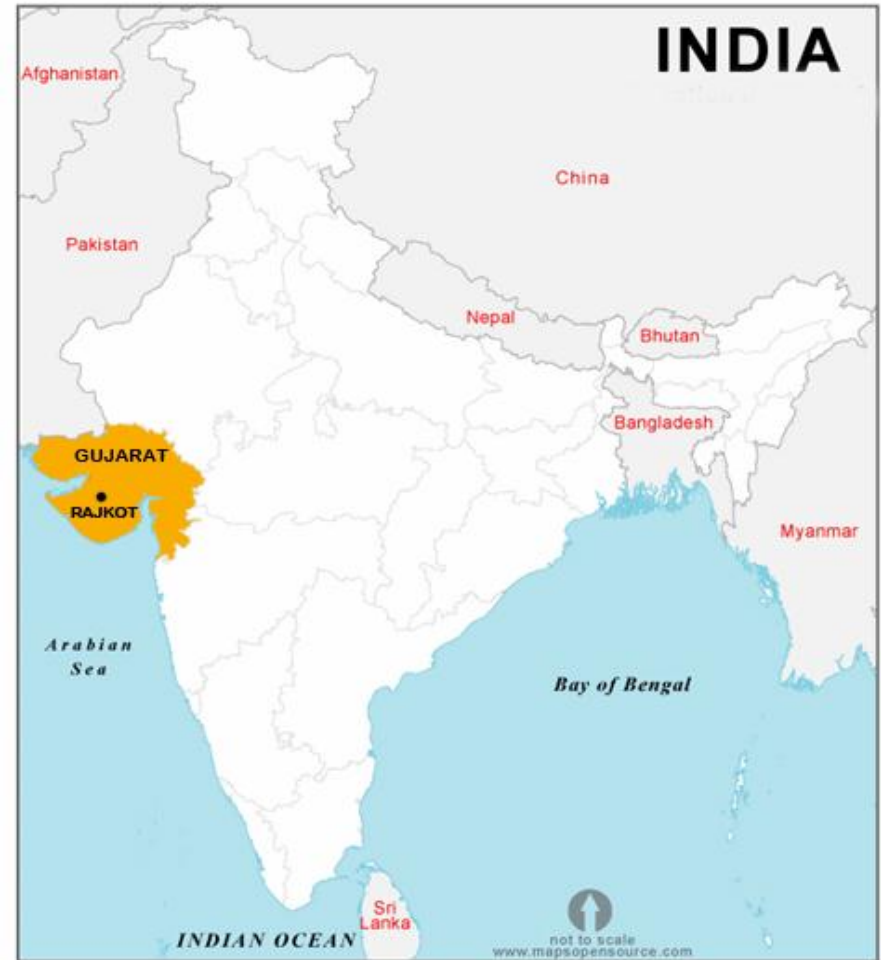 INDIA
Afghanistan
China
Pakistan
Nepal
Bhutan
Bangladesh
GUJARAT
RAJKOT
Myanmar
Arabian
Sea
Bay of Bengal
Sri
Lanka
INDIAN OCEAN
not to scale
www.mapsopensource.com